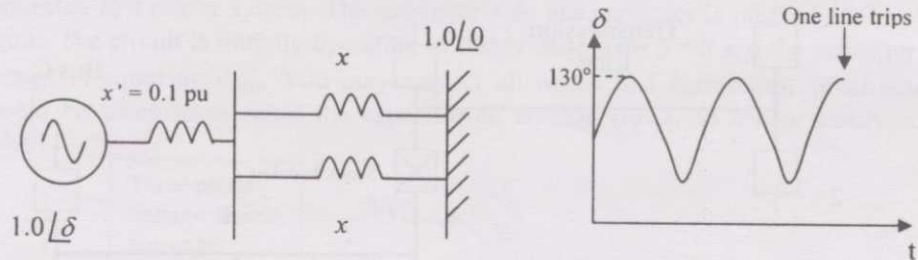 x' = 0.1 pu
1.0∠δ
x
x
1.0∠0
δ
130°
One line trips
t